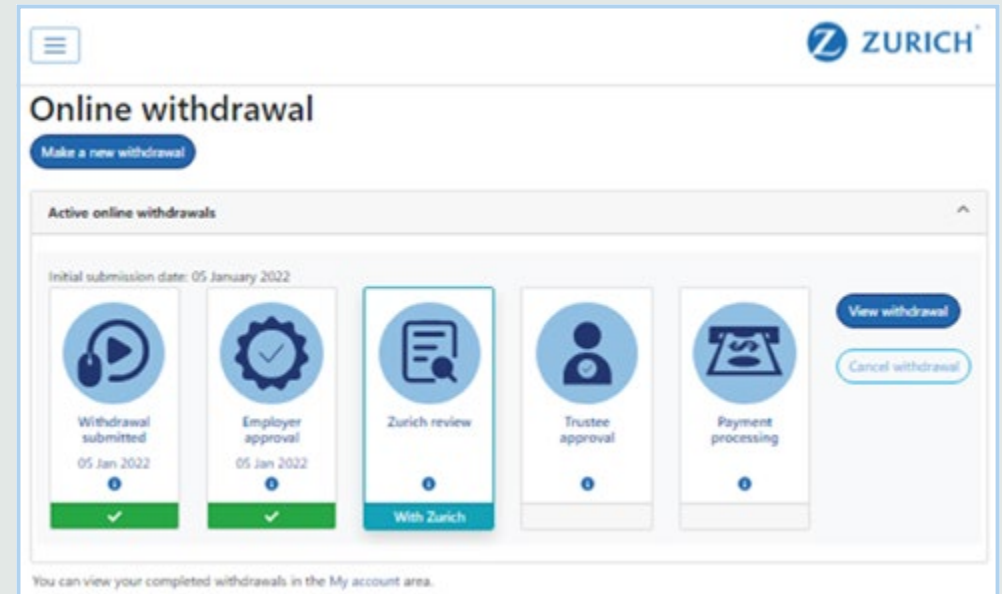 ZURICH
Online withdrawal
Make a new withdrawal
Active online withdrawals
Initial submission date: 05 January 2022
Withdrawal
submitted
05 Jan 2022
Employer
approval
05 Jan 2022
Zurich review
With Zurich
Trustee
approval
Payment
processing
View withdrawal
Cancel withdrawal
You can view your completed withdrawals in the My account area.